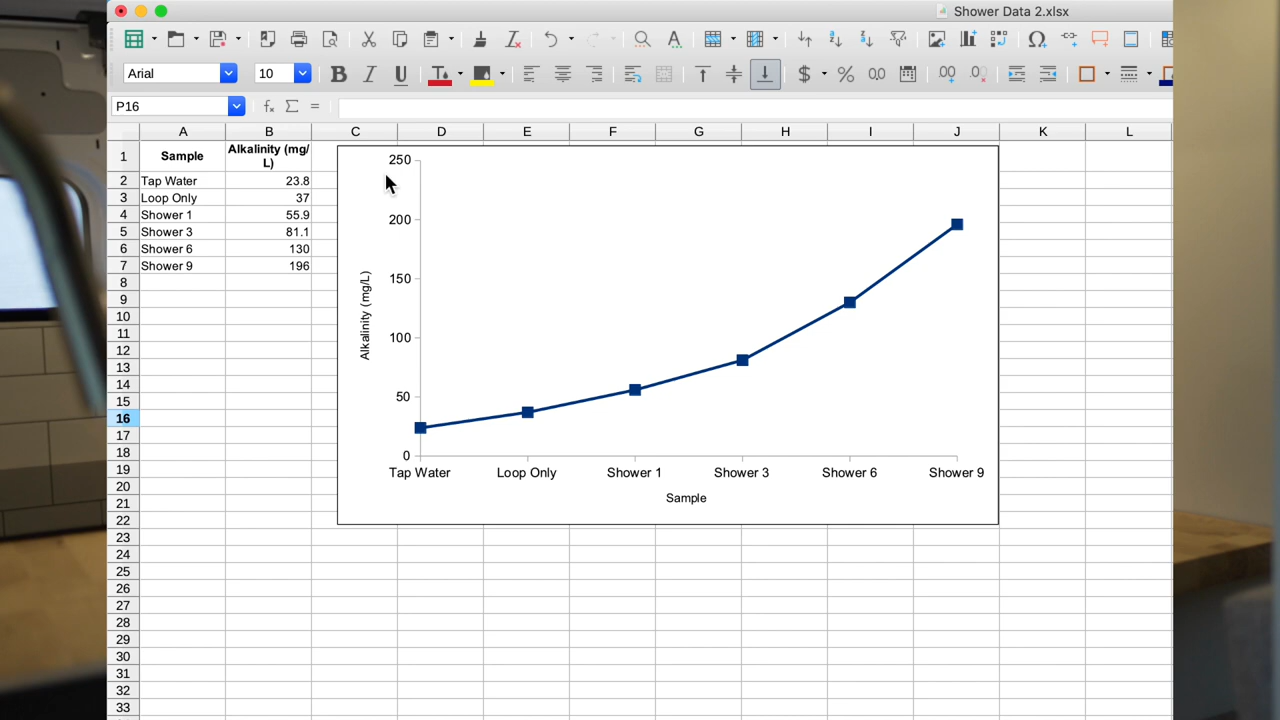 Shower Data 2.xlsx
Arial 10
P16
A B C D E F G H I J K L
1 Sample Alkalinity (mg/
L)
2 Tap Water 23.8
3 Loop Only 37
4 Shower 1 55.9
5 Shower 3 81.1
6 Shower 6 130
7 Shower 9 196
8
9
10
11
12
13
14
15
16
17
18
19
20
21
22
23
24
25
26
27
28
29
30
31
32
33
250
200
150
100
50
0
Alkalinity (mg/L)
Tap Water Loop Only Shower 1 Shower 3 Shower 6 Shower 9
Sample